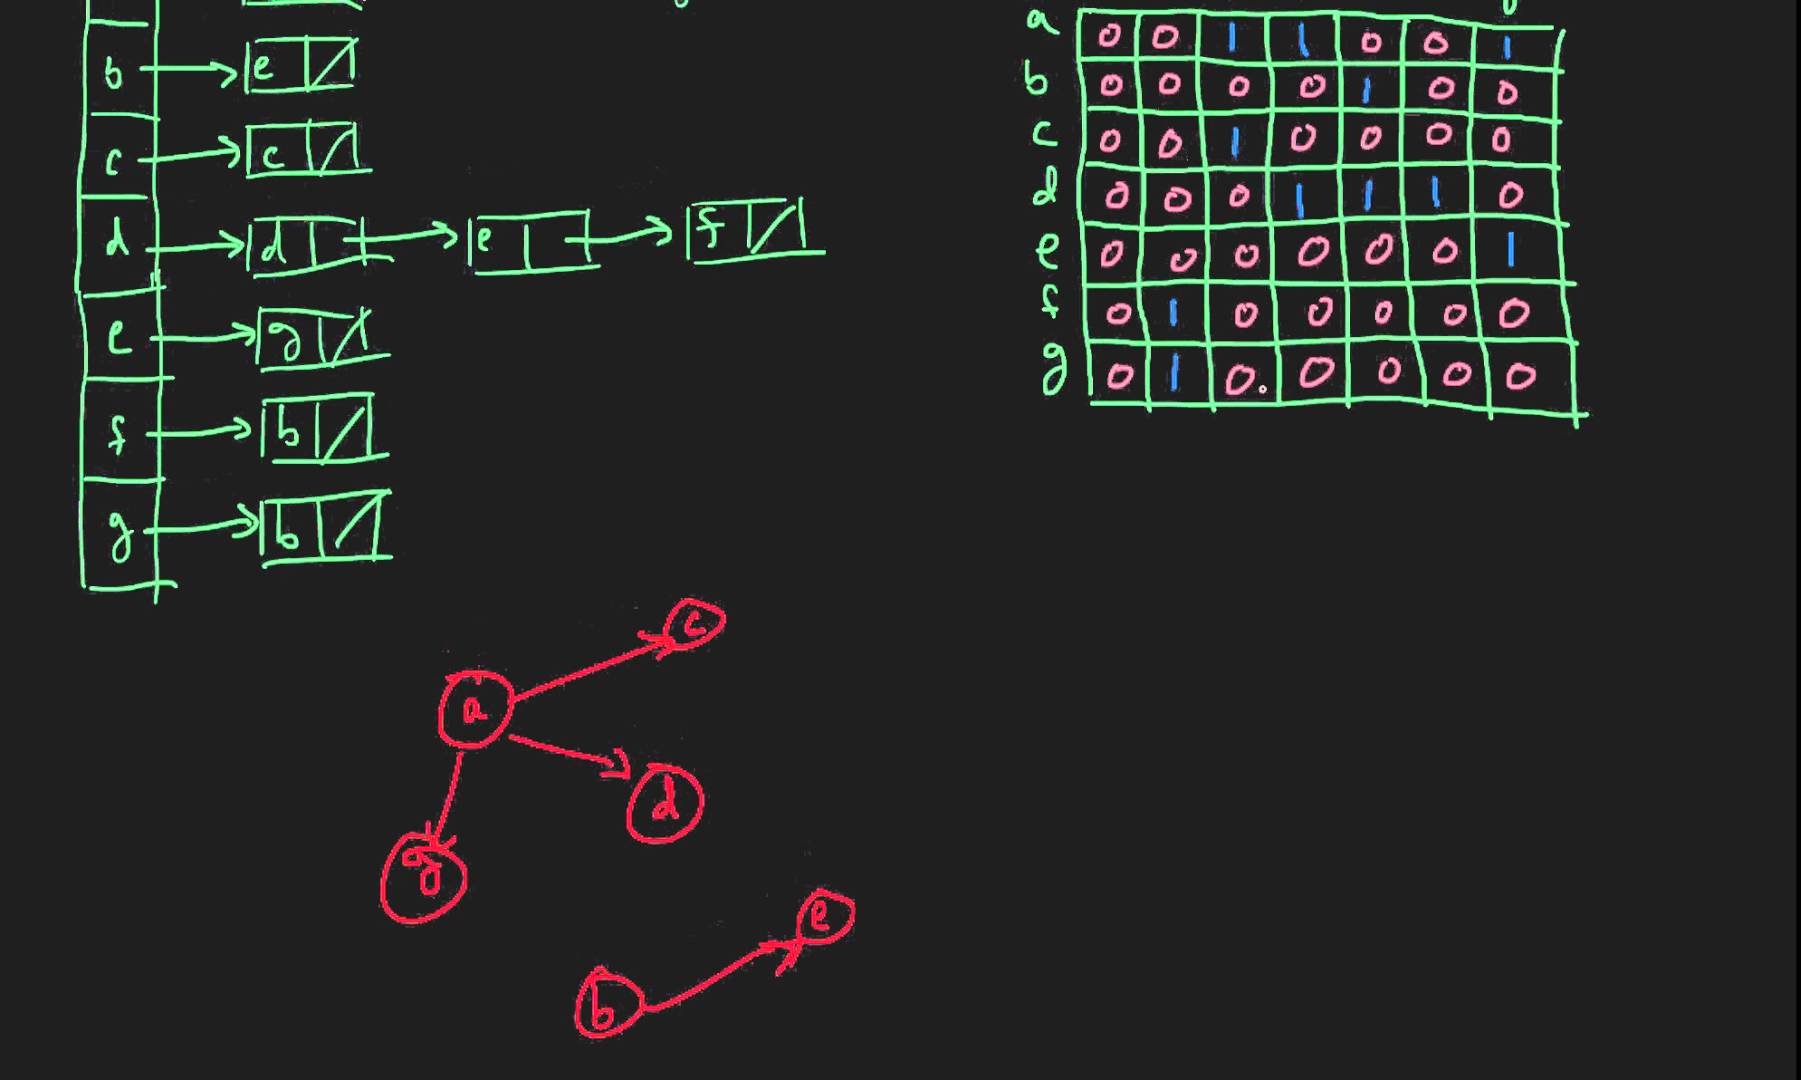 b e
c c
d d e f
e g
f b
g b
a 0 0 1 1 0 0 1
b 0 0 0 0 1 0 0
c 0 0 1 0 0 0 0
d 0 0 0 1 1 1 0
e 0 0 0 0 0 0 1
f 0 1 0 0 0 0 0
g 0 1 0 0 0 0 0
c
a
d
g
e
b